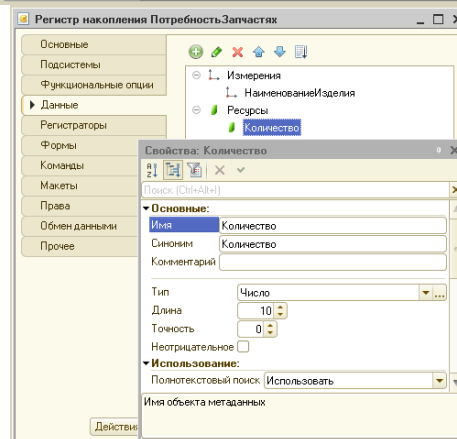 Регистр накопления ПотребностьЗапчастях
Основные
Подсистемы
Функциональные опции
Данные
Регистраторы
Формы
Команды
Макеты
Права
Обмен данными
Прочее
Измерения
НаименованиеИзделия
Ресурсы
Количество
Свойства: Количество
Поиск (Ctrl+Alt+I)
Основные:
Имя Количество
Синоним Количество
Комментарий
Тип Число ...
Длина 10
Точность 0
Неотрицательное
Использование:
Полнотекстовый поиск Использовать
Имя объекта метаданных